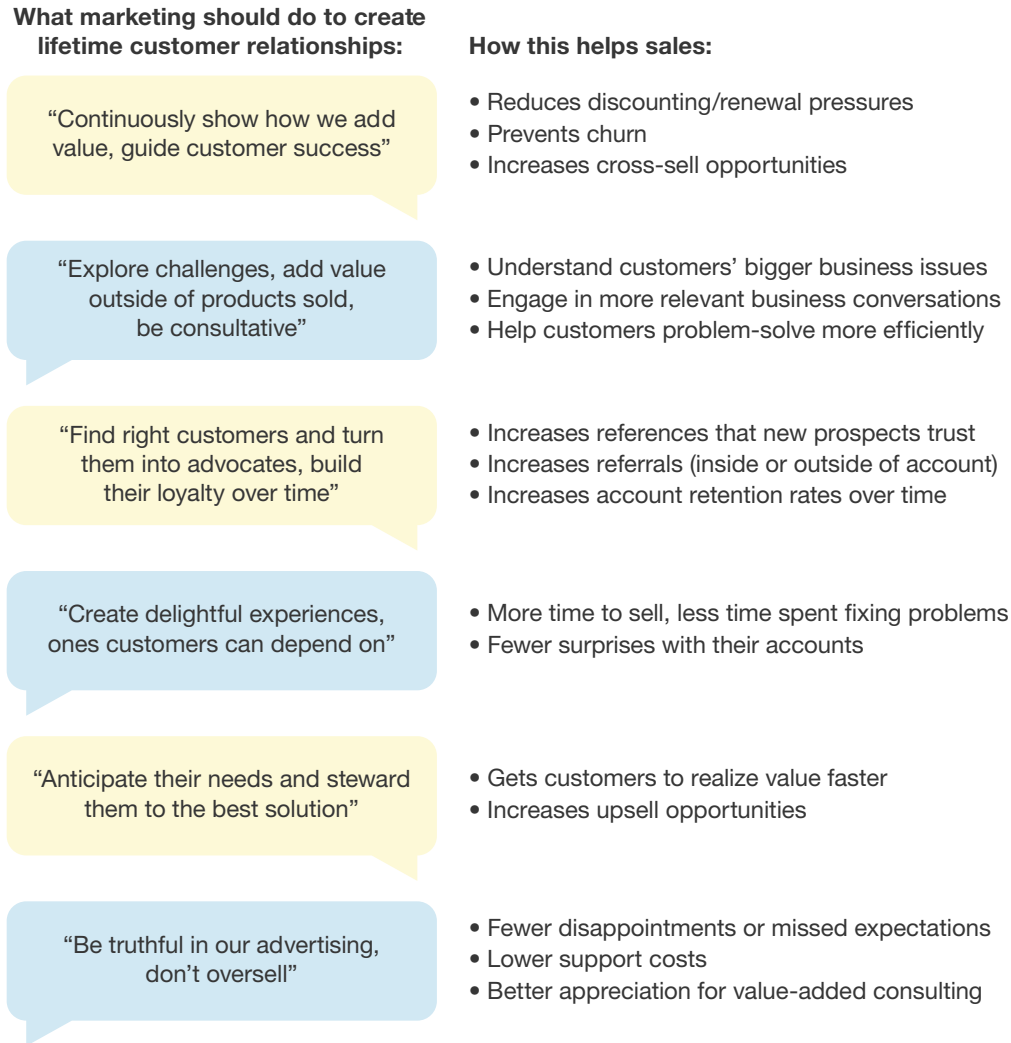 What marketing should do to create
lifetime customer relationships:
How this helps sales:
“Continuously show how we add
value, guide customer success”
• Reduces discounting/renewal pressures
• Prevents churn
• Increases cross-sell opportunities
“Explore challenges, add value
outside of products sold,
be consultative”
• Understand customers’ bigger business issues
• Engage in more relevant business conversations
• Help customers problem-solve more efficiently
“Find right customers and turn
them into advocates, build
their loyalty over time”
• Increases references that new prospects trust
• Increases referrals (inside or outside of account)
• Increases account retention rates over time
“Create delightful experiences,
ones customers can depend on”
• More time to sell, less time spent fixing problems
• Fewer surprises with their accounts
“Anticipate their needs and steward
them to the best solution”
• Gets customers to realize value faster
• Increases upsell opportunities
“Be truthful in our advertising,
don’t oversell”
• Fewer disappointments or missed expectations
• Lower support costs
• Better appreciation for value-added consulting